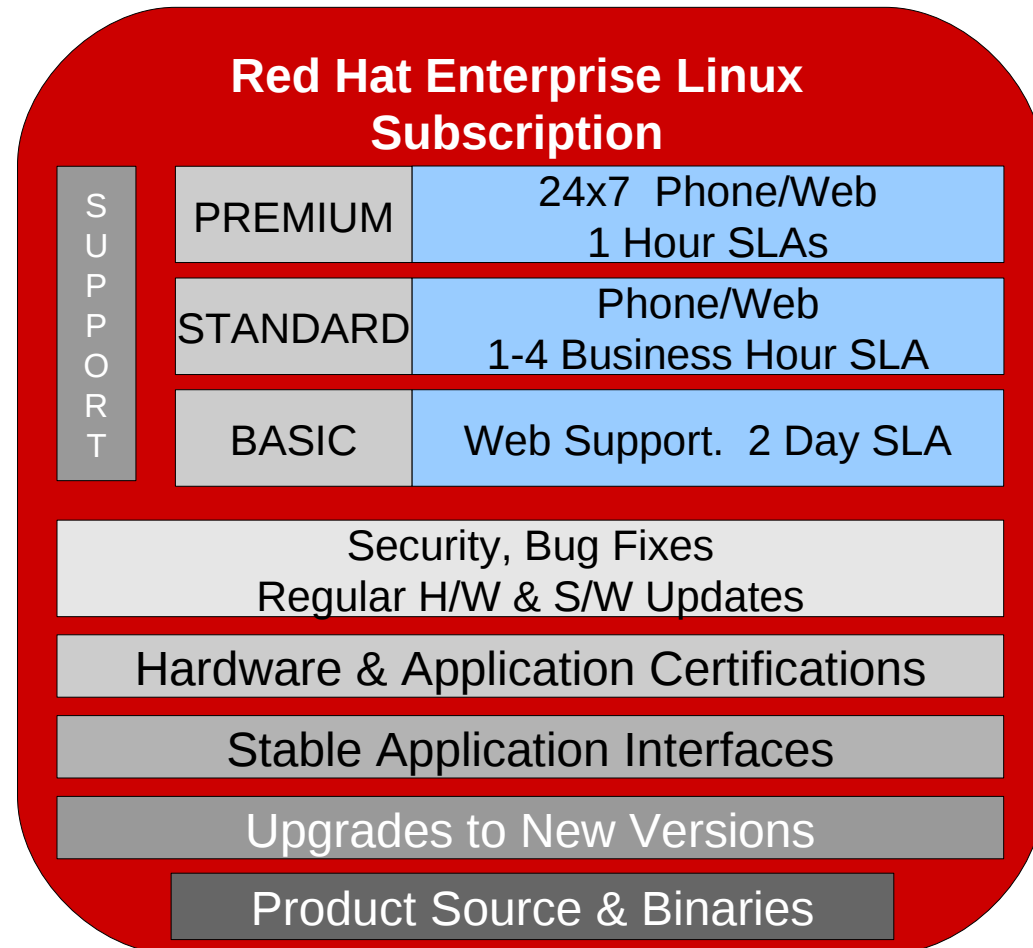 Red Hat Enterprise Linux
Subscription
SUPPORT
PREMIUM
24x7 Phone/Web
1 Hour SLAs
STANDARD
Phone/Web
1-4 Business Hour SLA
BASIC
Web Support. 2 Day SLA
Security, Bug Fixes
Regular H/W & S/W Updates
Hardware & Application Certifications
Stable Application Interfaces
Upgrades to New Versions
Product Source & Binaries